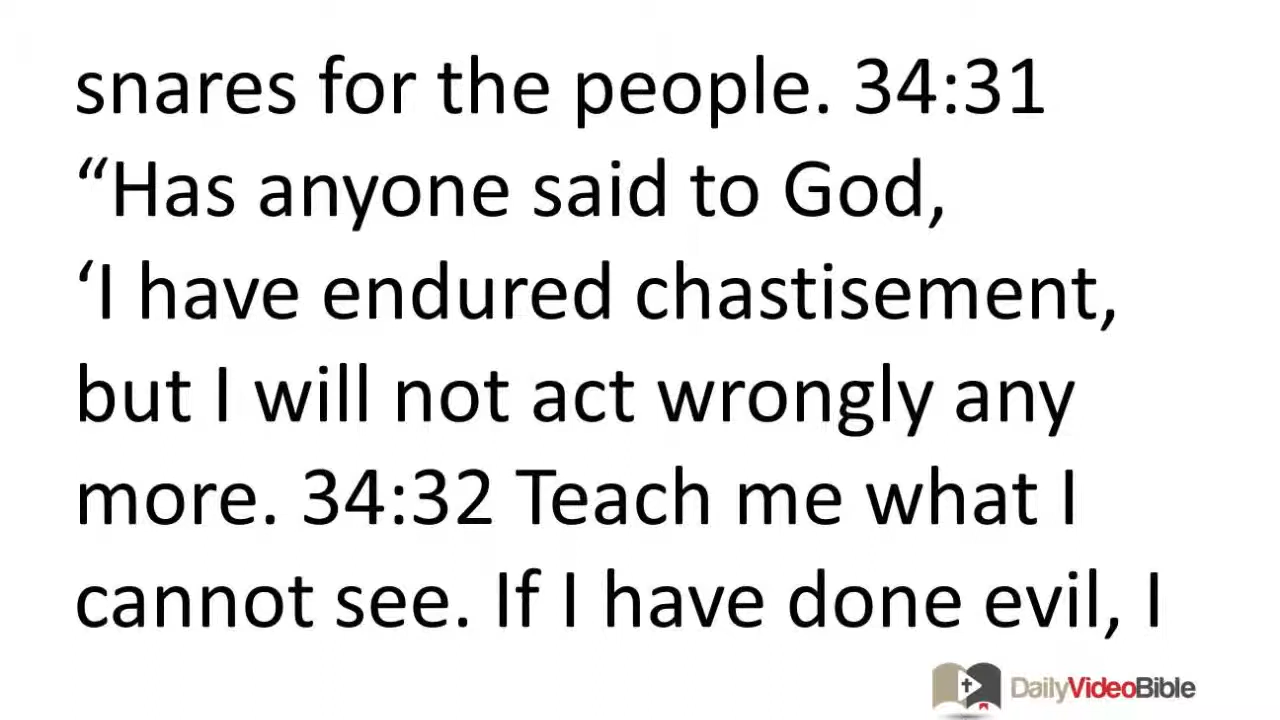 snares for the people. 34:31
“Has anyone said to God,
‘I have endured chastisement,
but I will not act wrongly any
more. 34:32 Teach me what I
cannot see. If I have done evil, I
DailyVideoBible